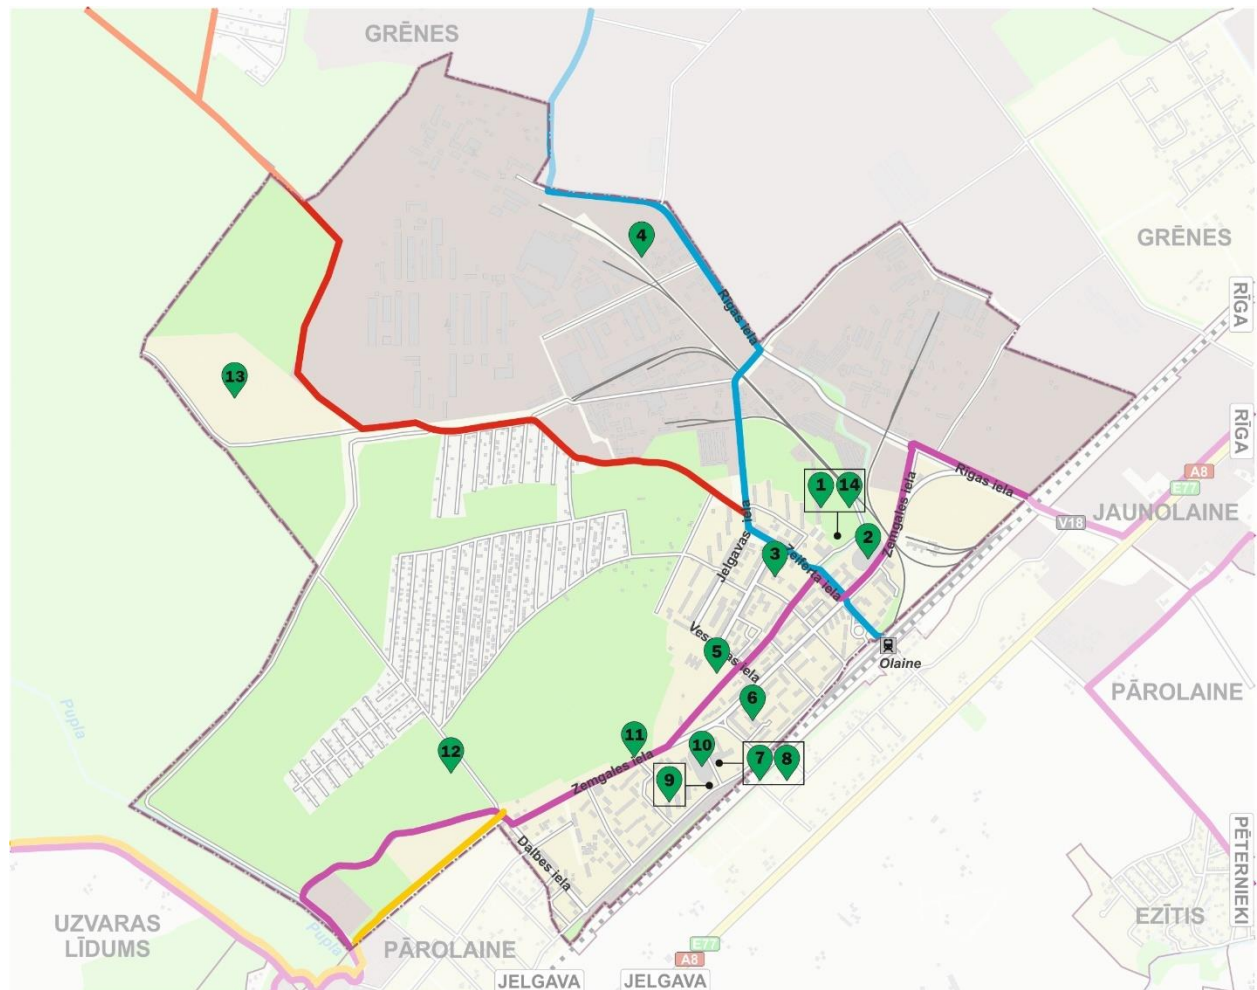 GRĒNES
GRĒNES
RĪGA
4
Rīgas iela
13
RĪGA
A8
E77
1
14
Rīgas iela
JAUNOLAINE
V18
2
Zemgales iela
3
Zeiferta iela
Jelgavas iela
Olaine
5
6
PĀROLAINE
Pupla
11
10
12
7
8
9
Zemgales iela
Dalbes iela
PĒTERNIEKI
UZVARAS
LĪDUMS
Pupla
PĀROLAINE
EZĪTIS
E77
A8
JELGAVA
JELGAVA